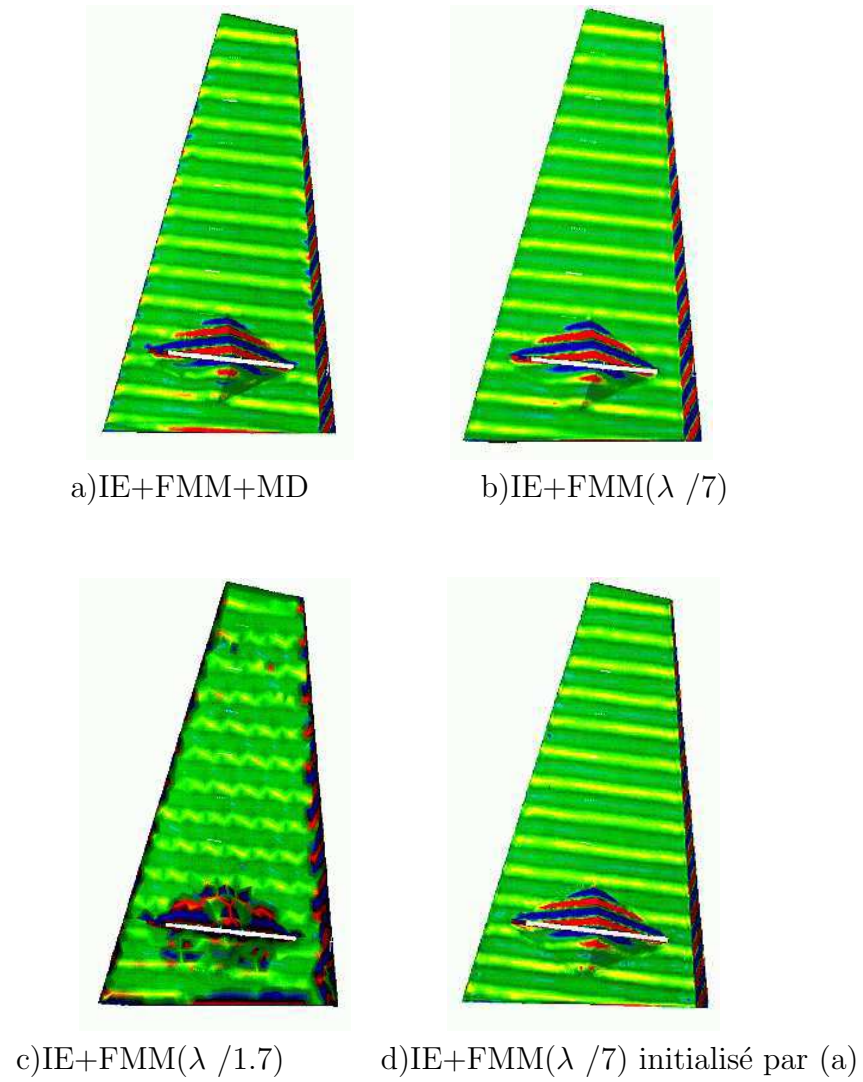 a)IE+FMM+MD
b)IE+FMM(λ /7)
c)IE+FMM(λ /1.7)
d)IE+FMM(λ /7) initialisé par (a)